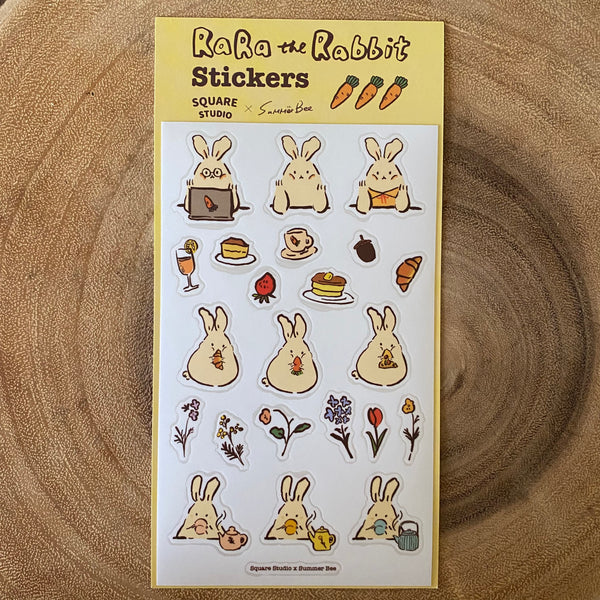 RaRa the Rabbit
Stickers
SQUARE
STUDIO
x Summer Bee
Square Studio x Summer Bee